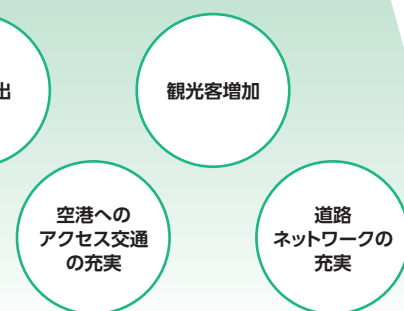 出
観光客増加
空港への
アクセス交通
の充実
道路
ネットワークの
充実